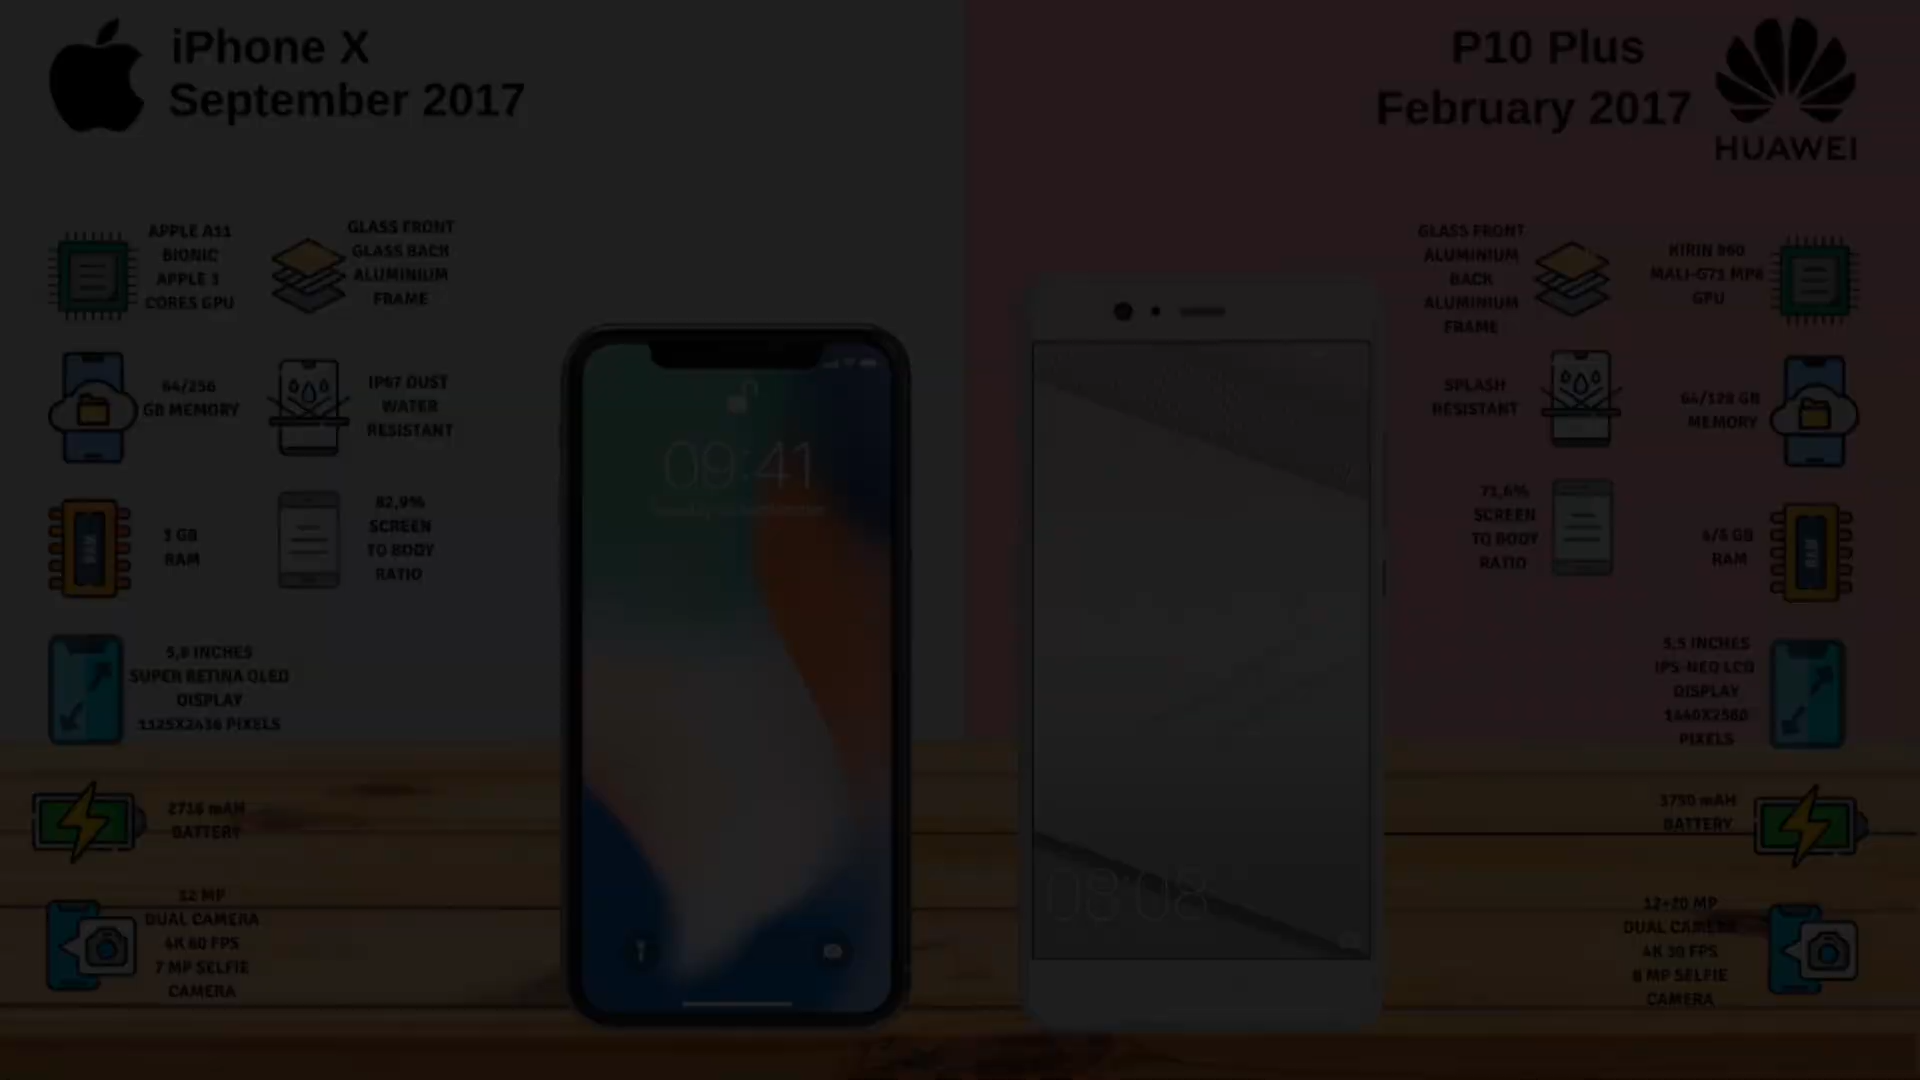 iPhone X
September 2017
APPLE A11
BIONIC
APPLE 3
CORES GPU
GLASS FRONT
GLASS BACK
ALUMINIUM
FRAME
64/256
GB MEMORY
IP67 DUST
WATER
RESISTANT
3 GB
RAM
82,9%
SCREEN
TO BODY
RATIO
5,8 INCHES
SUPER RETINA OLED
DISPLAY
1125X2436 PIXELS
2716 mAH
BATTERY
12 MP
DUAL CAMERA
4K 60 FPS
7 MP SELFIE
CAMERA
09:41
P10 Plus
February 2017
HUAWEI
GLASS FRONT
ALUMINIUM
BACK
ALUMINIUM
FRAME
KIRIN 960
MALI-G71 MP8
GPU
SPLASH
RESISTANT
64/128 GB
MEMORY
71,6%
SCREEN
TO BODY
RATIO
4/6 GB
RAM
5,5 INCHES
IPS-NEO LCD
DISPLAY
1440X2560
PIXELS
3750 mAH
BATTERY
12+20 MP
DUAL CAMERA
4K 30 FPS
8 MP SELFIE
CAMERA
08:08